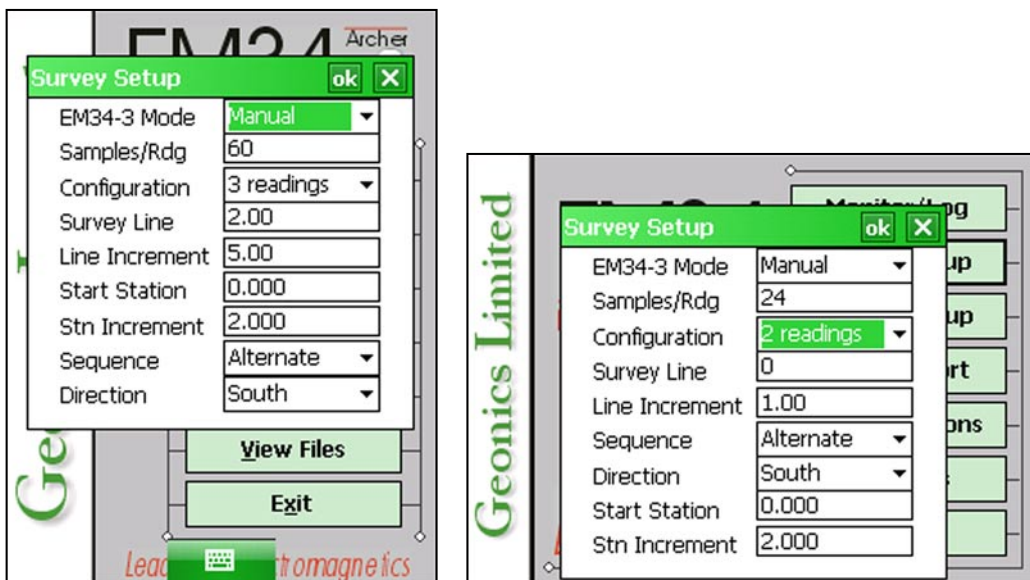 EM34
Archer
Survey Setup ok X
EM34-3 Mode Manual
Samples/Rdg 60
Configuration 3 readings
Survey Line 2.00
Line Increment 5.00
Start Station 0.000
Stn Increment 2.000
Sequence Alternate
Direction South
View Files
Exit
Geonics Limited
Survey Setup ok X
EM34-3 Mode Manual
Samples/Rdg 24
Configuration 2 readings
Survey Line 0
Line Increment 1.00
Sequence Alternate
Direction South
Start Station 0.000
Stn Increment 2.000